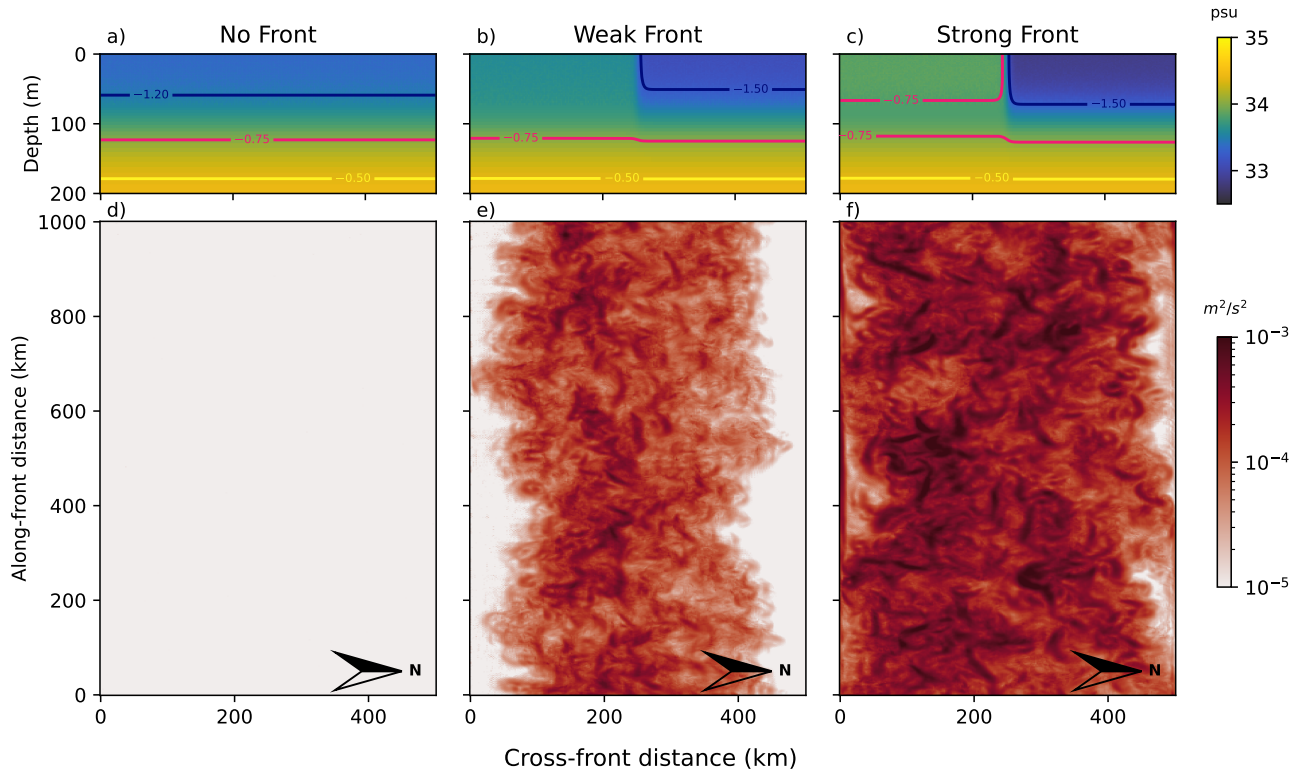 psu
a) No Front b) Weak Front c) Strong Front
Depth (m)
0
100
200
−1.20
−0.75
−0.50
−1.50
−0.75
−0.50
−0.75
−1.50
−0.75
−0.50
35
34
33
d) e) f)
Along-front distance (km)
1000
800
600
400
200
0
N N N
0 200 400 0 200 400 0 200 400
Cross-front distance (km)
m²/s²
10⁻³
10⁻⁴
10⁻⁵